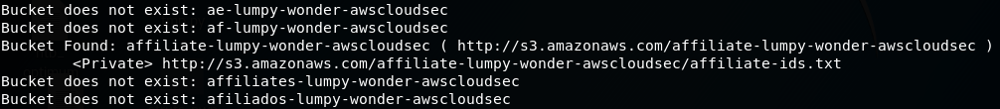 Bucket does not exist: ae-lumpy-wonder-awscloudsec
Bucket does not exist: af-lumpy-wonder-awscloudsec
Bucket Found: affiliate-lumpy-wonder-awscloudsec ( http://s3.amazonaws.com/affiliate-lumpy-wonder-awscloudsec )
<Private> http://s3.amazonaws.com/affiliate-lumpy-wonder-awscloudsec/affiliate-ids.txt
Bucket does not exist: affiliates-lumpy-wonder-awscloudsec
Bucket does not exist: afiliados-lumpy-wonder-awscloudsec